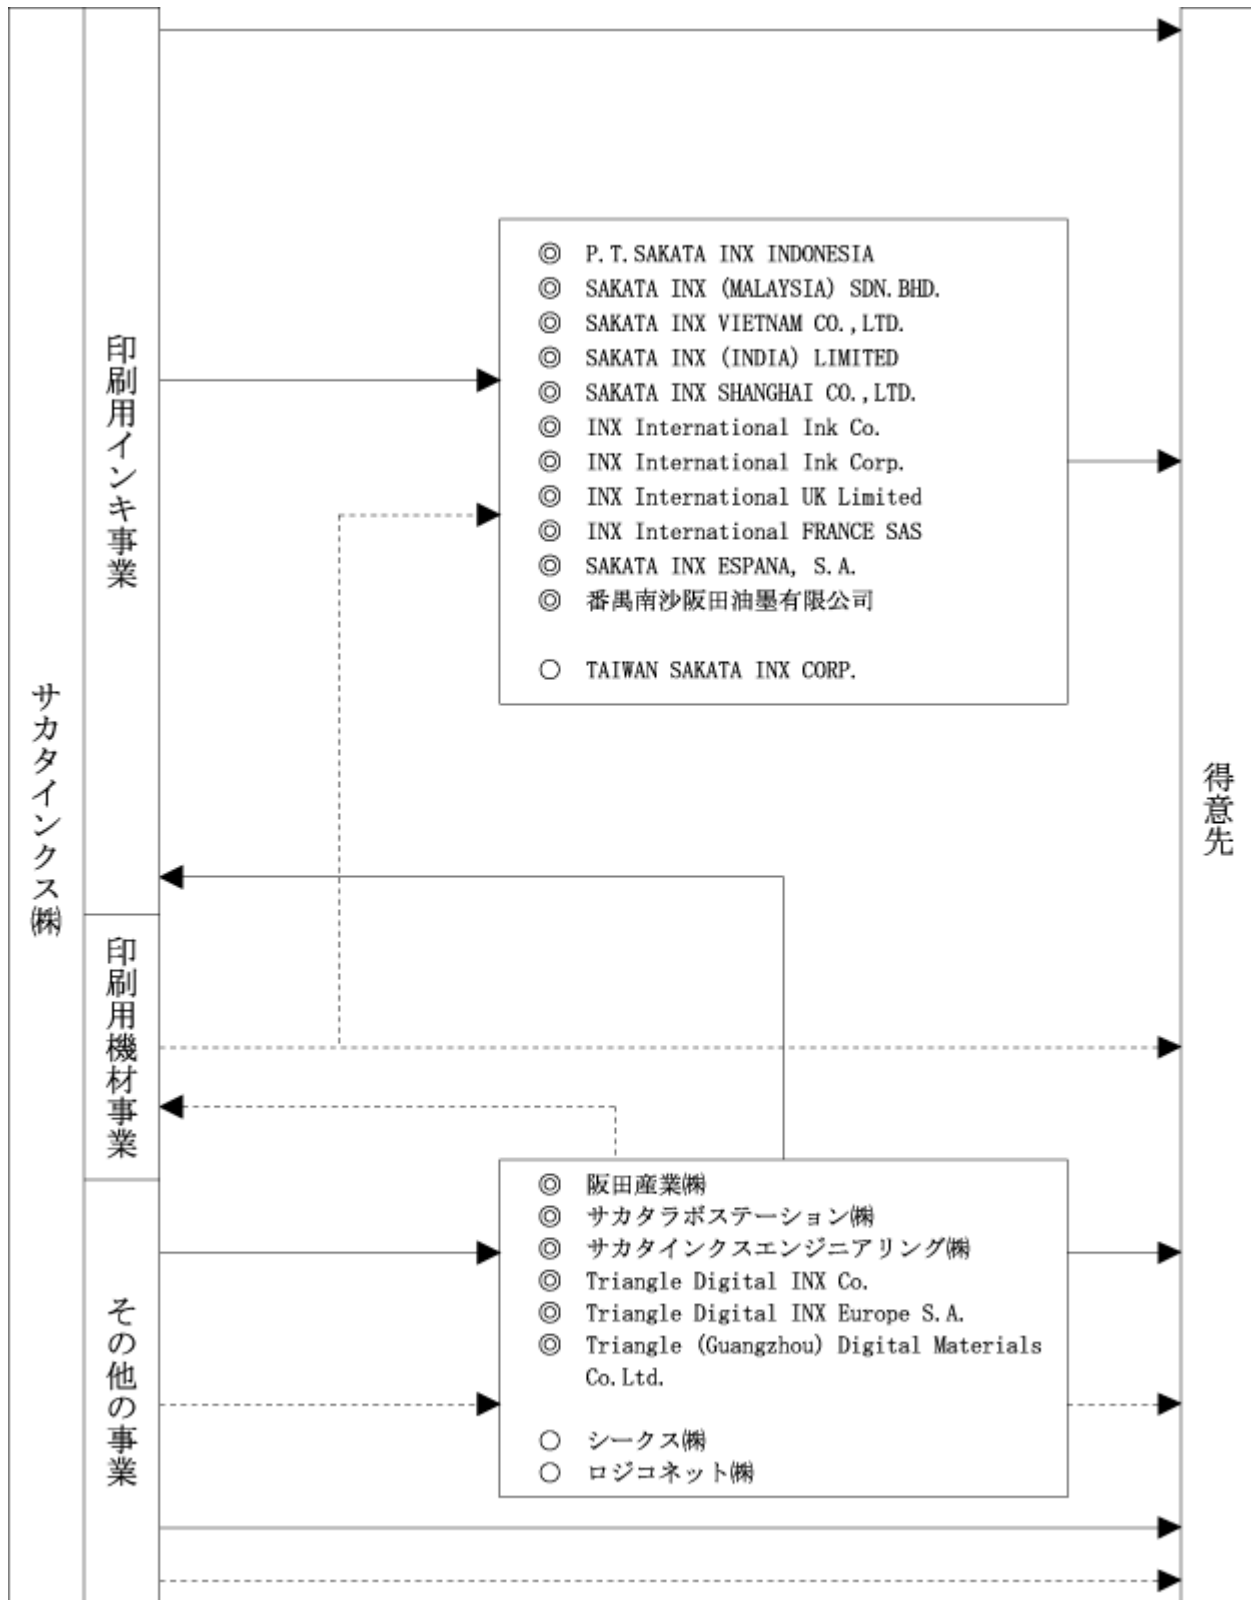 サカタインクス㈱
印刷用インキ事業
◎ P.T.SAKATA INX INDONESIA
◎ SAKATA INX (MALAYSIA) SDN.BHD.
◎ SAKATA INX VIETNAM CO.,LTD.
◎ SAKATA INX (INDIA) LIMITED
◎ SAKATA INX SHANGHAI CO.,LTD.
◎ INX International Ink Co.
◎ INX International Ink Corp.
◎ INX International UK Limited
◎ INX International FRANCE SAS
◎ SAKATA INX ESPANA, S.A.
◎ 番禺南沙阪田油墨有限公司
○ TAIWAN SAKATA INX CORP.
印刷用機材事業
その他の事業
◎ 阪田産業㈱
◎ サカタラボステーション㈱
◎ サカタインクスエンジニアリング㈱
◎ Triangle Digital INX Co.
◎ Triangle Digital INX Europe S.A.
◎ Triangle (Guangzhou) Digital Materials
Co.Ltd.
○ シークス㈱
○ ロジコネット㈱
得意先